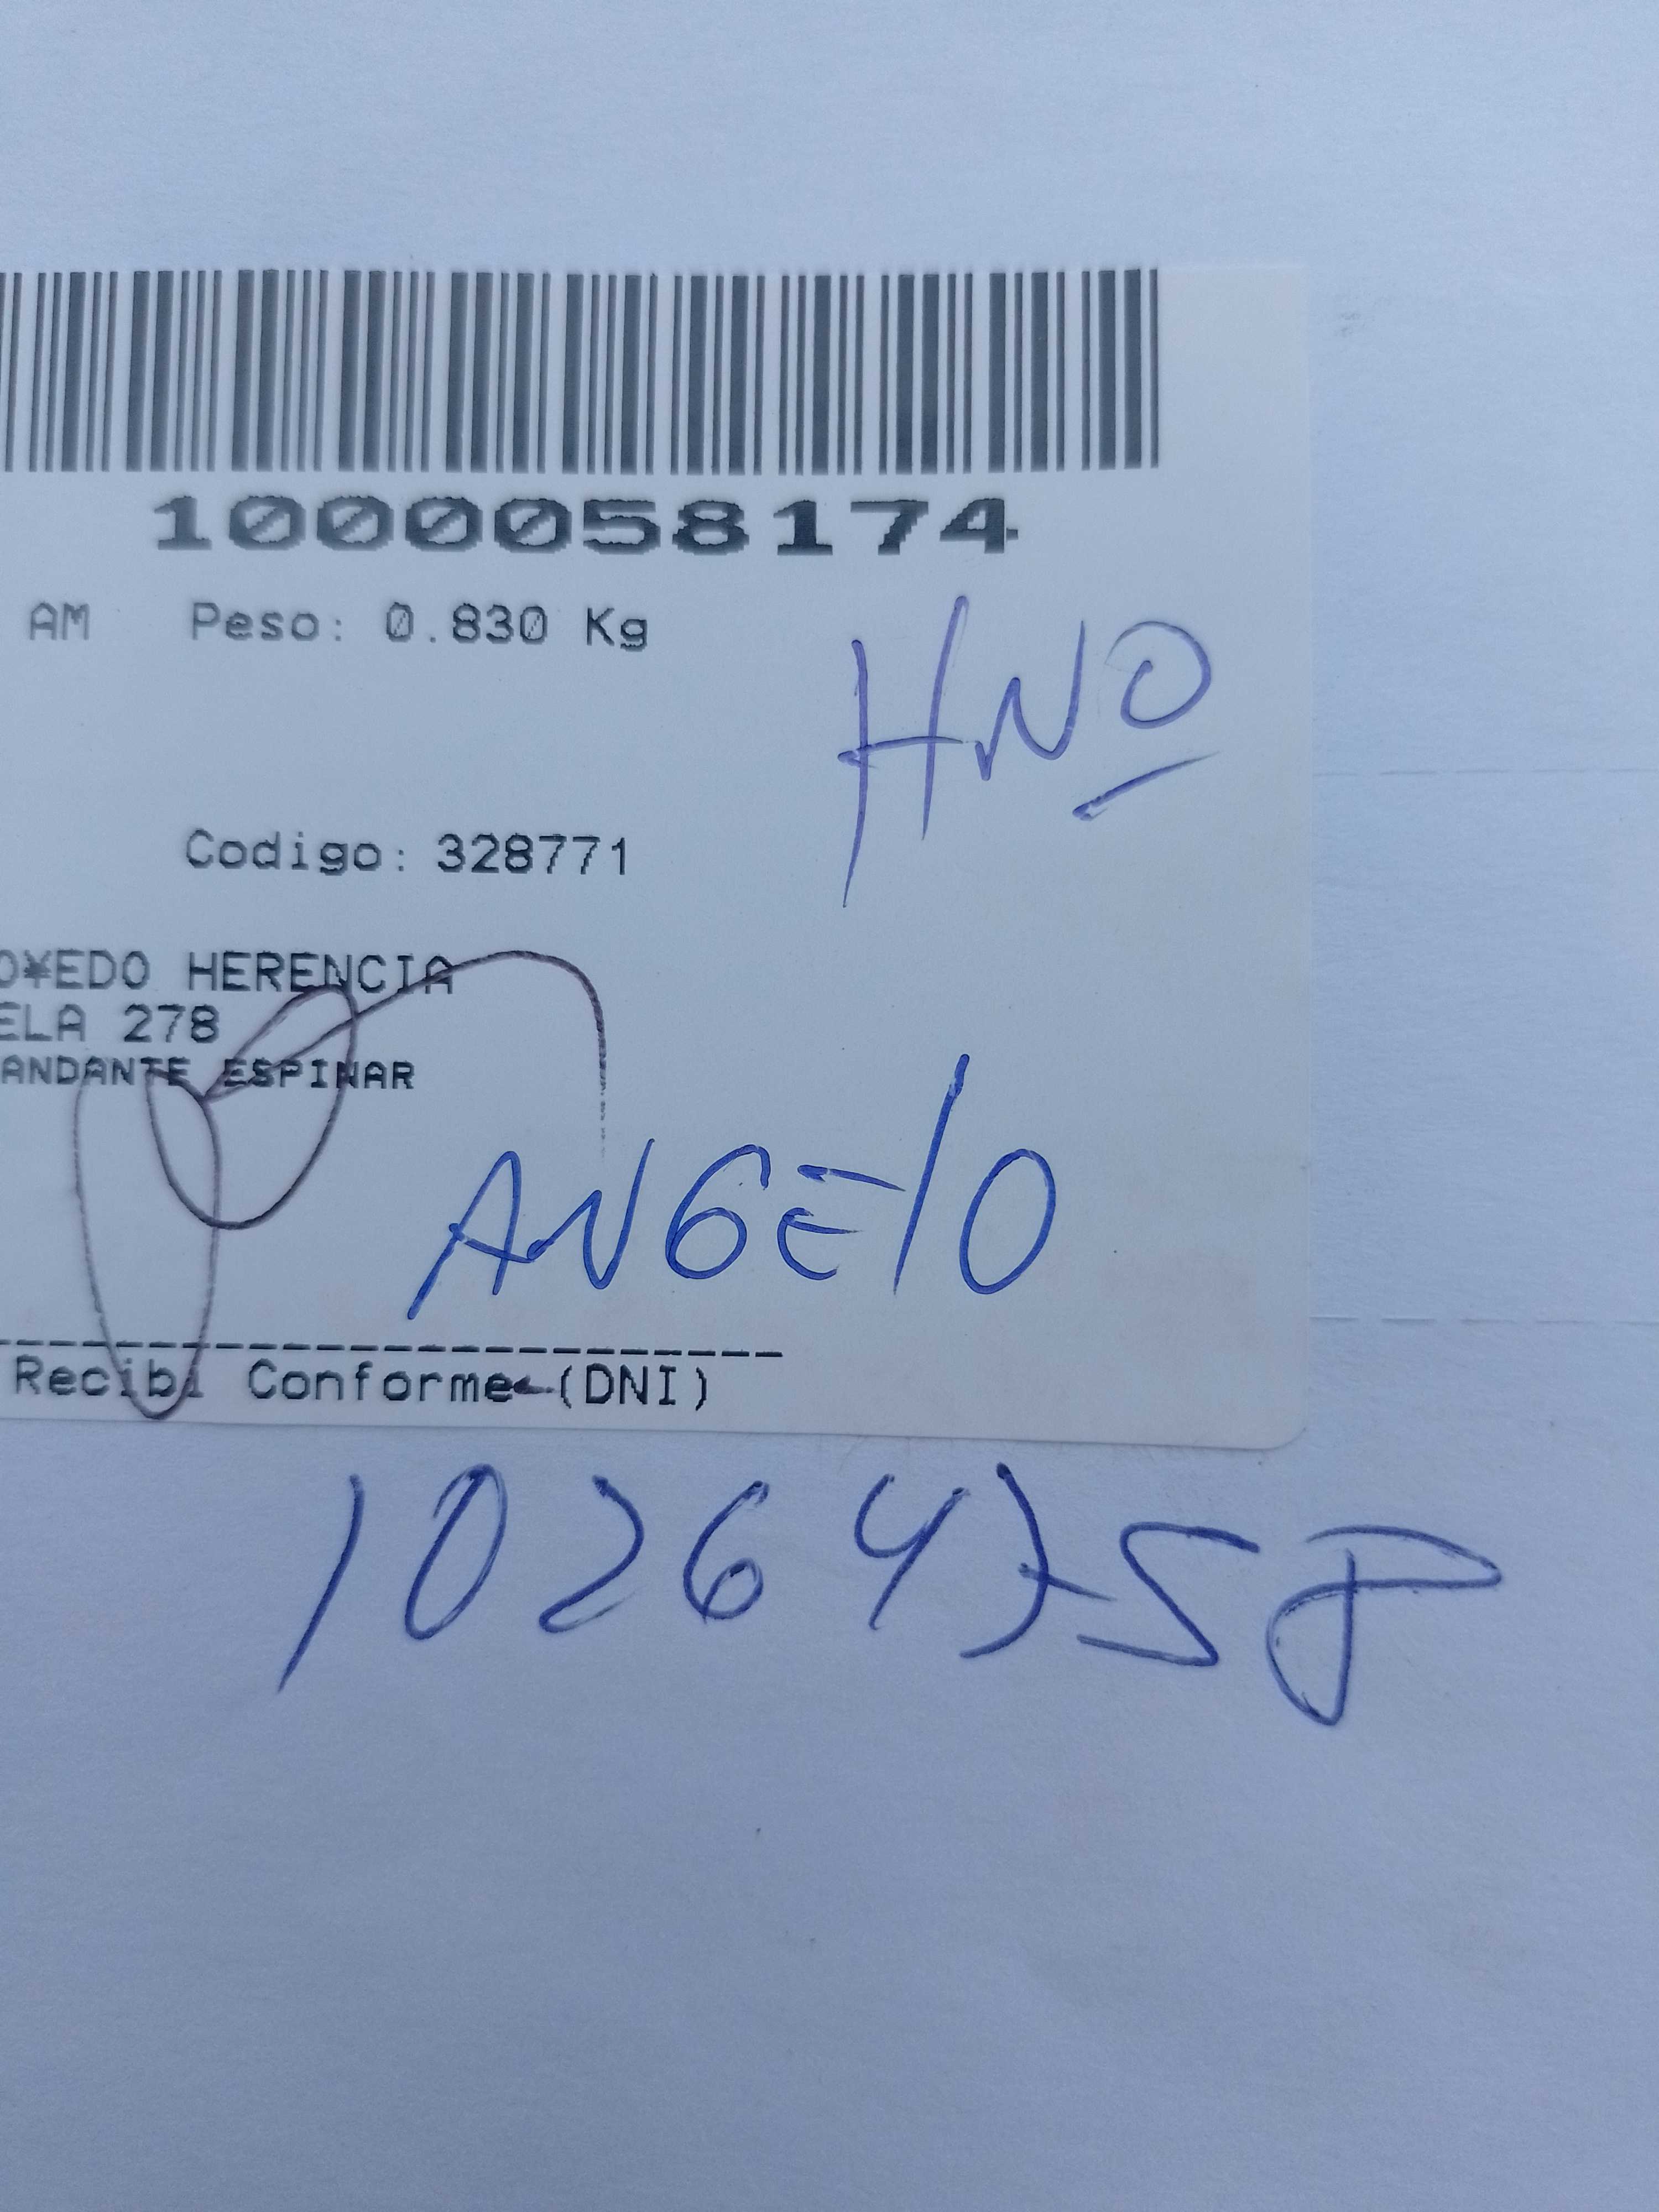 1000058174
AM Peso: 0.830 Kg
HNO
Codigo: 328771
O¥EDO HERENCIA
ELA 278
ANDANTE ESPINAR
ANGElO
Recibi Conforme (DNI)
10264758